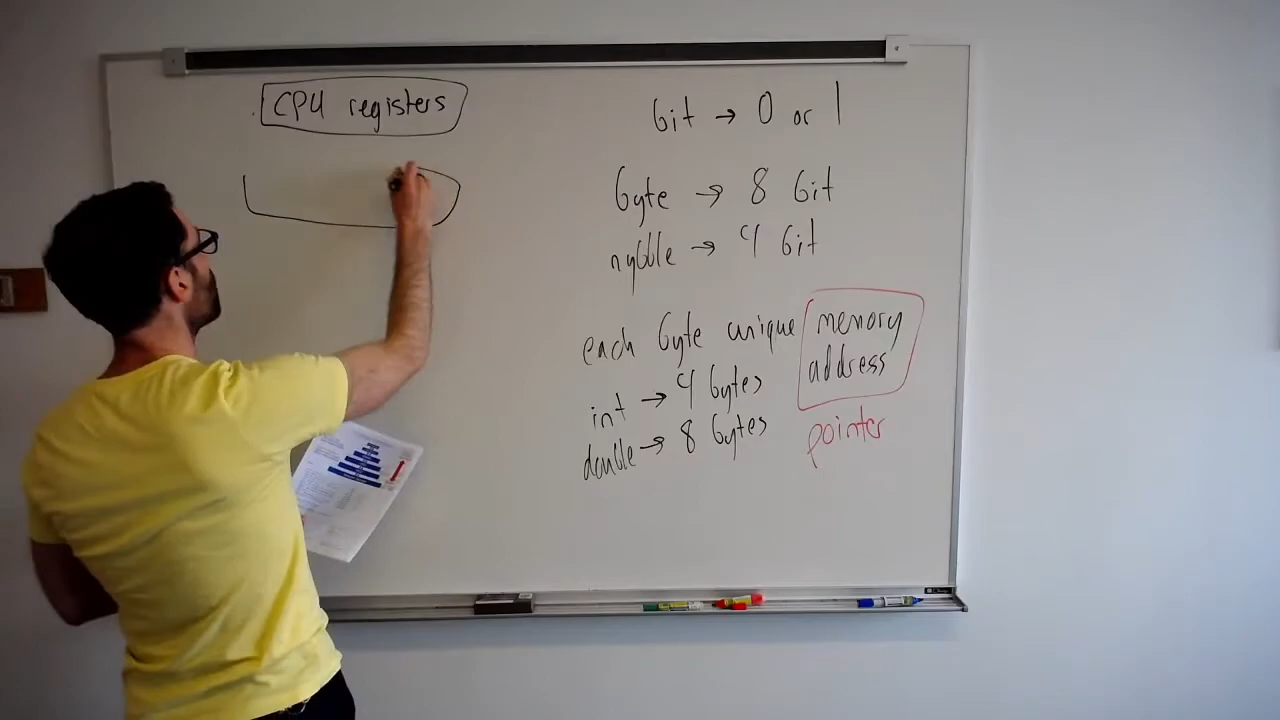 CPU registers
bit → 0 or 1
byte → 8 bit
nybble → 4 bit
each byte unique memory
address
int → 4 bytes
double → 8 bytes
pointer